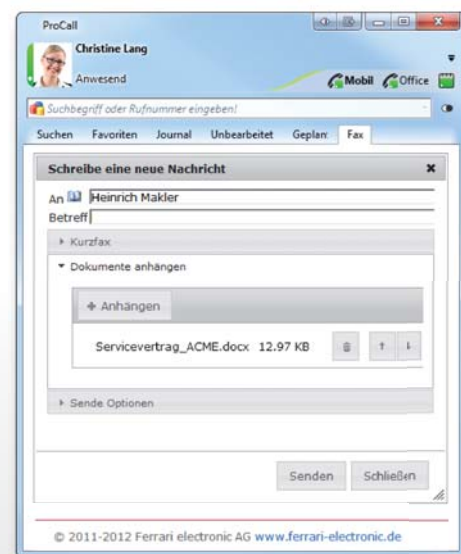 ProCall
Christine Lang
Anwesend
Mobil Office
Suchbegriff oder Rufnummer eingeben!
Suchen Favoriten Journal Unbearbeitet Geplan: Fax
Schreibe eine neue Nachricht
An Heinrich Makler
Betreff
Kurzfax
Dokumente anhängen
+ Anhängen
Servicevertrag_ACME.docx 12.97 KB
Sende Optionen
Senden Schließen
© 2011-2012 Ferrari electronic AG www.ferrari-electronic.de